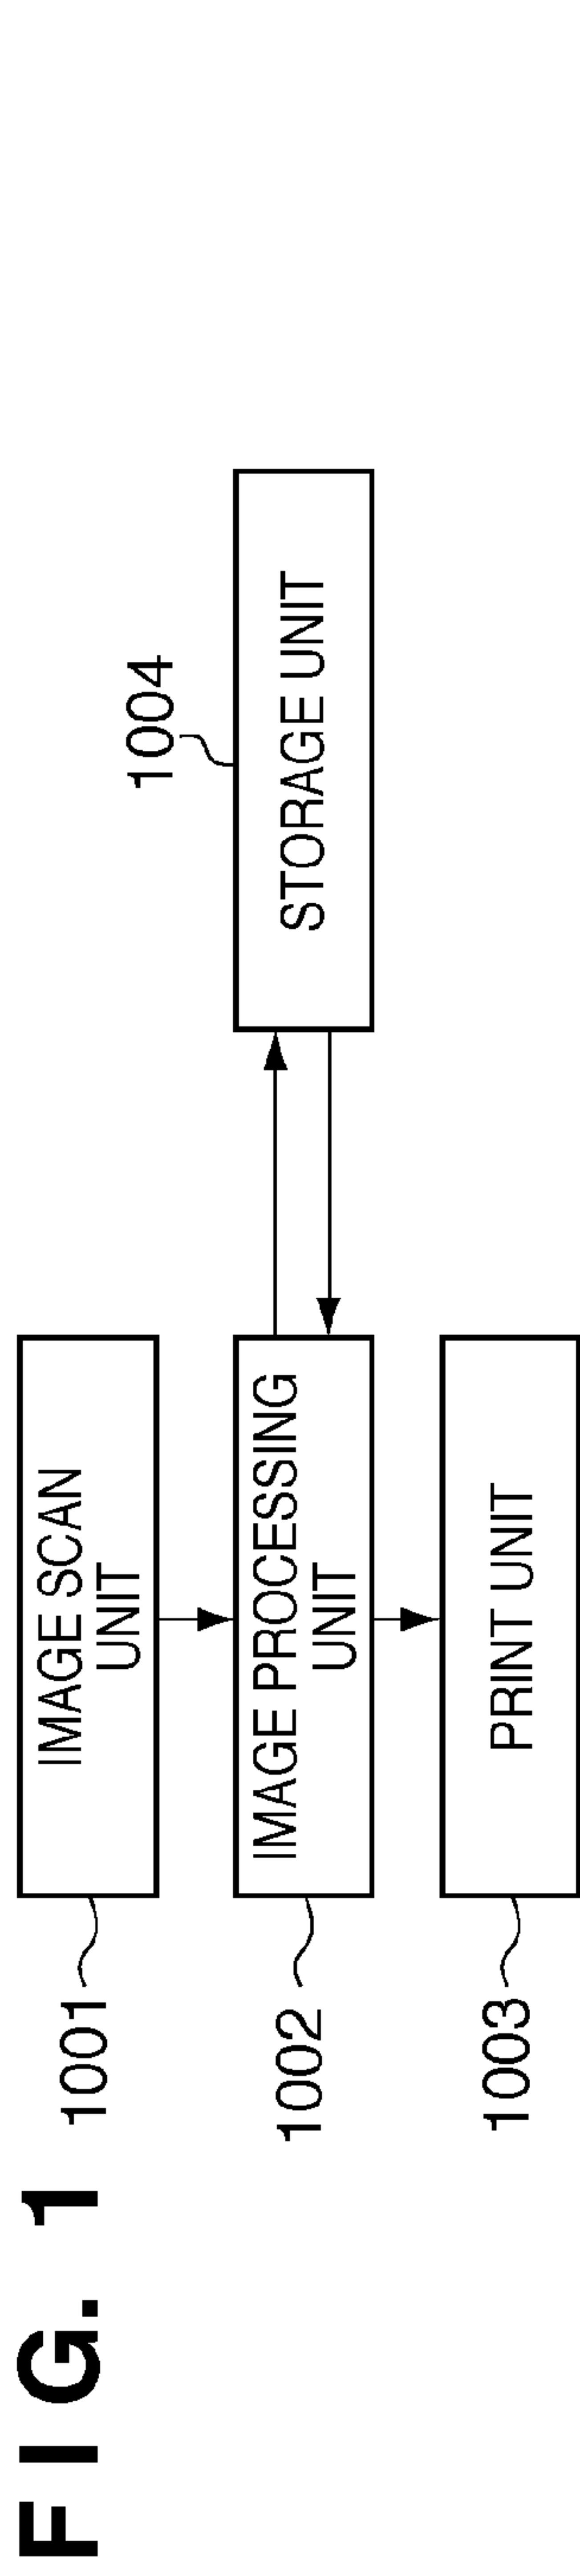 FIG. 1
1001
IMAGE SCAN
UNIT
1002
IMAGE PROCESSING
UNIT
1004
STORAGE UNIT
1003
PRINT UNIT